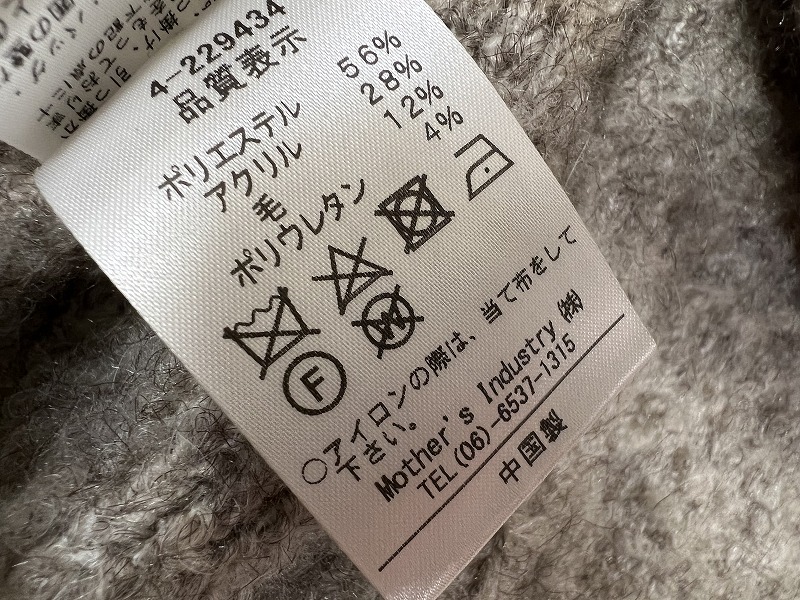 4-229434
品質表示
ポリエステル 56%
アクリル 28%
毛 12%
ポリウレタン 4%
F
W
○アイロンの際は、当て布をして
下さい。
Mother's Industry ㈱
TEL(06)-6537-1315
中国製